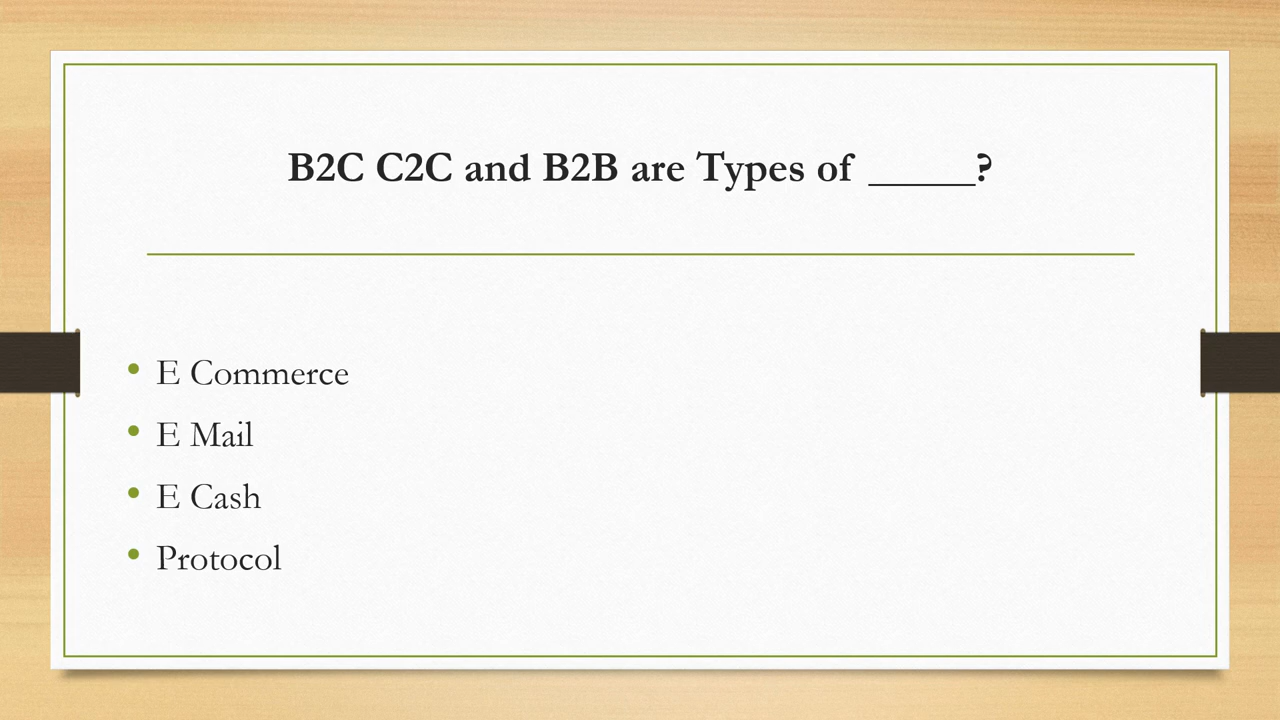 B2C C2C and B2B are Types of _____?
• E Commerce
• E Mail
• E Cash
• Protocol